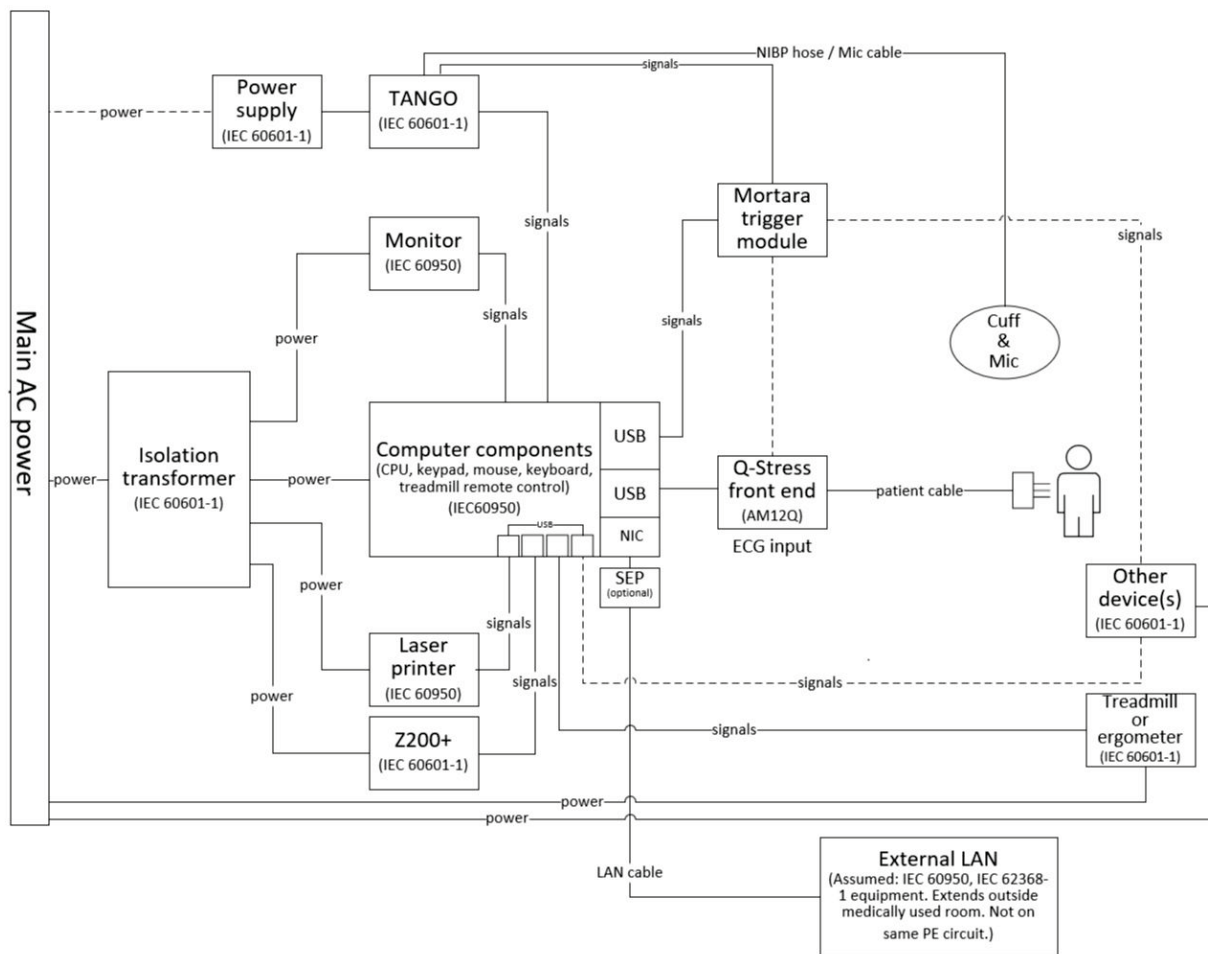 Main AC power
power
Power
supply
(IEC 60601-1)
TANGO
(IEC 60601-1)
NIBP hose / Mic cable
signals
signals
Mortara
trigger
module
signals
Monitor
(IEC 60950)
signals
power
signals
Cuff
&
Mic
power
Isolation
transformer
(IEC 60601-1)
power
Computer components
(CPU, keypad, mouse, keyboard,
treadmill remote control)
(IEC60950)
USB
USB
USB
NIC
SEP
(optional)
Q-Stress
front end
(AM12Q)
ECG input
patient cable
Other
device(s)
(IEC 60601-1)
power
signals
Laser
printer
(IEC 60950)
power
signals
signals
Z200+
(IEC 60601-1)
signals
Treadmill
or
ergometer
(IEC 60601-1)
power
power
LAN cable
External LAN
(Assumed: IEC 60950, IEC 62368-
1 equipment. Extends outside
medically used room. Not on
same PE circuit.)